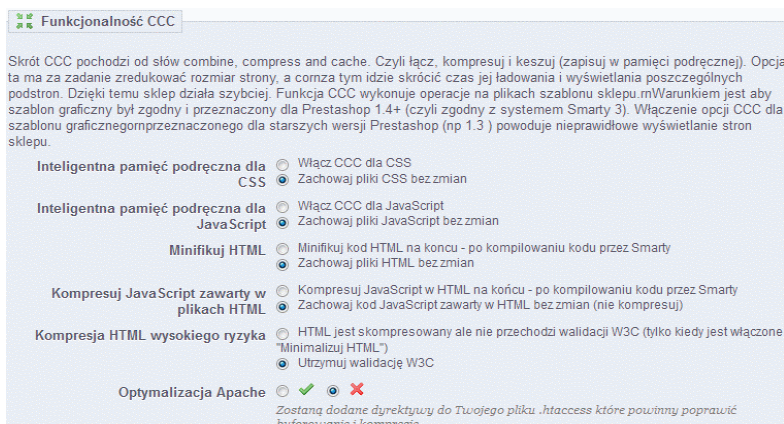 Funkcjonalność CCC
Skrót CCC pochodzi od słów combine, compress and cache. Czyli łącz, kompresuj i keszuj (zapisuj w pamięci podręcznej). Opcja
ta ma za zadanie zredukować rozmiar strony, a cornza tym idzie skrócić czas jej ładowania i wyświetlania poszczególnych
podstron. Dzięki temu sklep działa szybciej. Funkcja CCC wykonuje operacje na plikach szablonu sklepu.rnWarunkiem jest aby
szablon graficzny był zgodny i przeznaczony dla Prestashop 1.4+ (czyli zgodny z systemem Smarty 3). Włączenie opcji CCC dla
szablonu graficznegornprzeznaczonego dla starszych wersji Prestashop (np 1.3 ) powoduje nieprawidłowe wyświetlanie stron
sklepu.
Inteligentna pamięć podręczna dla CSS
Włącz CCC dla CSS
Zachowaj pliki CSS bez zmian
Inteligentna pamięć podręczna dla JavaScript
Włącz CCC dla JavaScript
Zachowaj pliki JavaScript bez zmian
Minifikuj HTML
Minifikuj kod HTML na koncu - po kompilowaniu kodu przez Smarty
Zachowaj pliki HTML bez zmian
Kompresuj JavaScript zawarty w plikach HTML
Kompresuj JavaScript w HTML na końcu - po kompilowaniu kodu przez Smarty
Zachowaj kod JavaScript zawarty w HTML bez zmian (nie kompresuj)
Kompresja HTML wysokiego ryzyka
HTML jest skompresowany ale nie przechodzi walidacji W3C (tylko kiedy jest włączone
"Minimalizuj HTML")
Utrzymuj walidację W3C
Optymalizacja Apache
Zostaną dodane dyrektywy do Twojego pliku .htaccess które powinny poprawić
buforowanie i kompresję